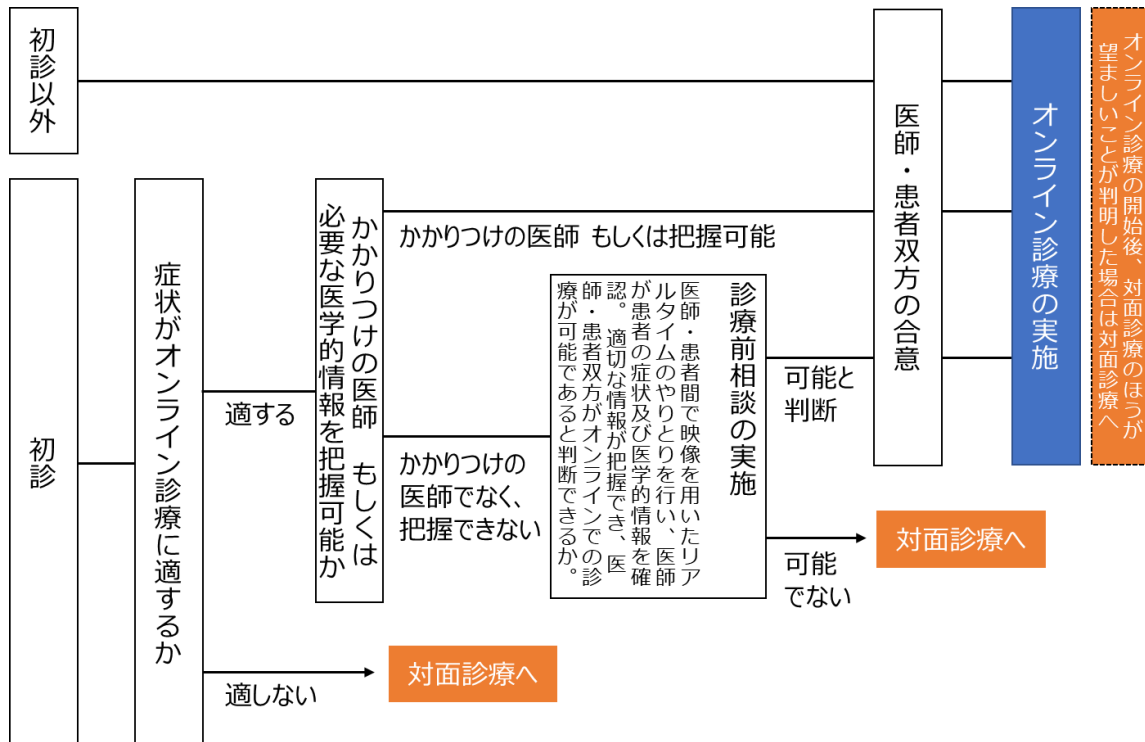 初診以外
初診
症状がオンライン診療に適するか
適する
適しない
対面診療へ
かかりつけの医師 もしくは
必要な医学的情報を把握可能か
かかりつけの医師 もしくは把握可能
かかりつけの
医師でなく、
把握できない
診療前相談の実施
医師・患者間で映像を用いたリア
ルタイムのやりとりを行い、医師
が患者の症状及び医学的情報を確
認。適切な情報が把握でき、医
師・患者双方がオンラインでの診
療が可能であると判断できるか。
可能と
判断
可能
でない
対面診療へ
医師・患者双方の合意
オンライン診療の実施
オンライン診療の開始後、対面診療のほうが
望ましいことが判明した場合は対面診療へ